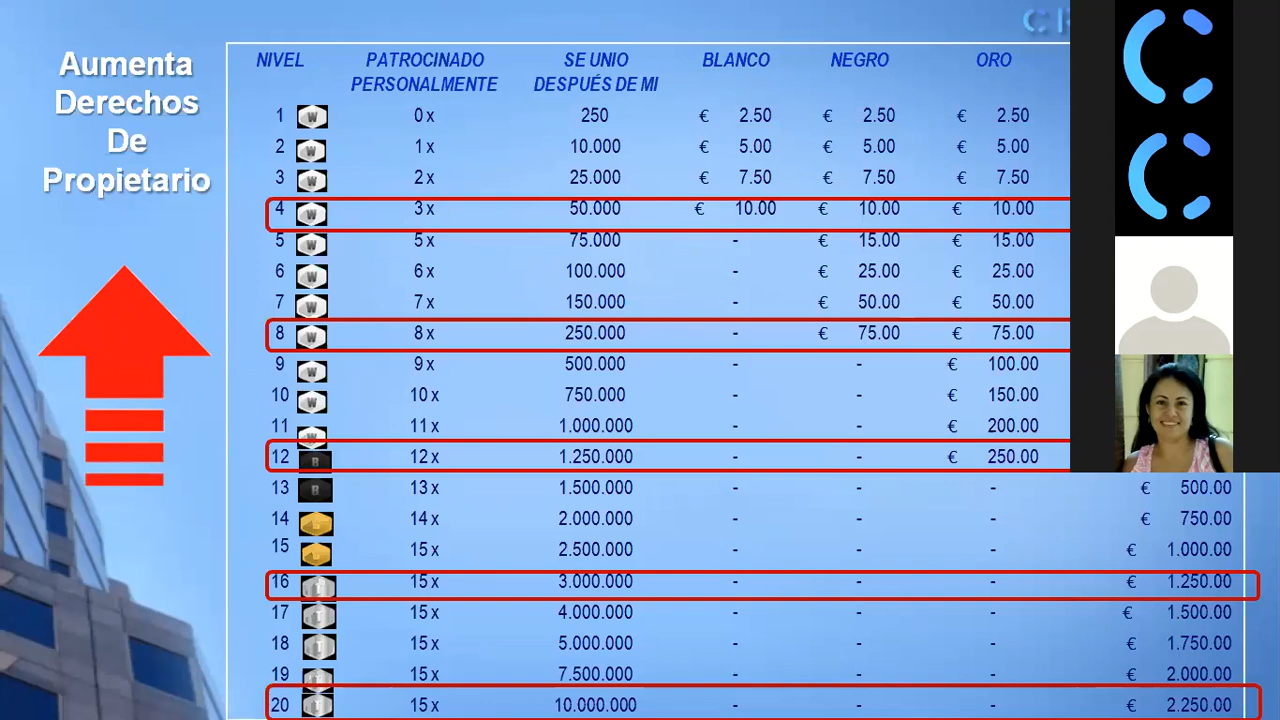 Aumenta
Derechos
De
Propietario
NIVEL PATROCINADO PERSONALMENTE SE UNIO DESPUÉS DE MI BLANCO NEGRO ORO
1 W 0 x 250 € 2.50 € 2.50 € 2.50
2 W 1 x 10.000 € 5.00 € 5.00 € 5.00
3 W 2 x 25.000 € 7.50 € 7.50 € 7.50
4 W 3 x 50.000 € 10.00 € 10.00 € 10.00
5 W 5 x 75.000 - € 15.00 € 15.00
6 W 6 x 100.000 - € 25.00 € 25.00
7 W 7 x 150.000 - € 50.00 € 50.00
8 W 8 x 250.000 - € 75.00 € 75.00
9 W 9 x 500.000 - - € 100.00
10 W 10 x 750.000 - - € 150.00
11 W 11 x 1.000.000 - - € 200.00
12 B 12 x 1.250.000 - - € 250.00
13 B 13 x 1.500.000 - - - € 500.00
14 14 x 2.000.000 - - - € 750.00
15 15 x 2.500.000 - - - € 1.000.00
16 T 15 x 3.000.000 - - - € 1.250.00
17 T 15 x 4.000.000 - - - € 1.500.00
18 T 15 x 5.000.000 - - - € 1.750.00
19 T 15 x 7.500.000 - - - € 2.000.00
20 T 15 x 10.000.000 - - - € 2.250.00